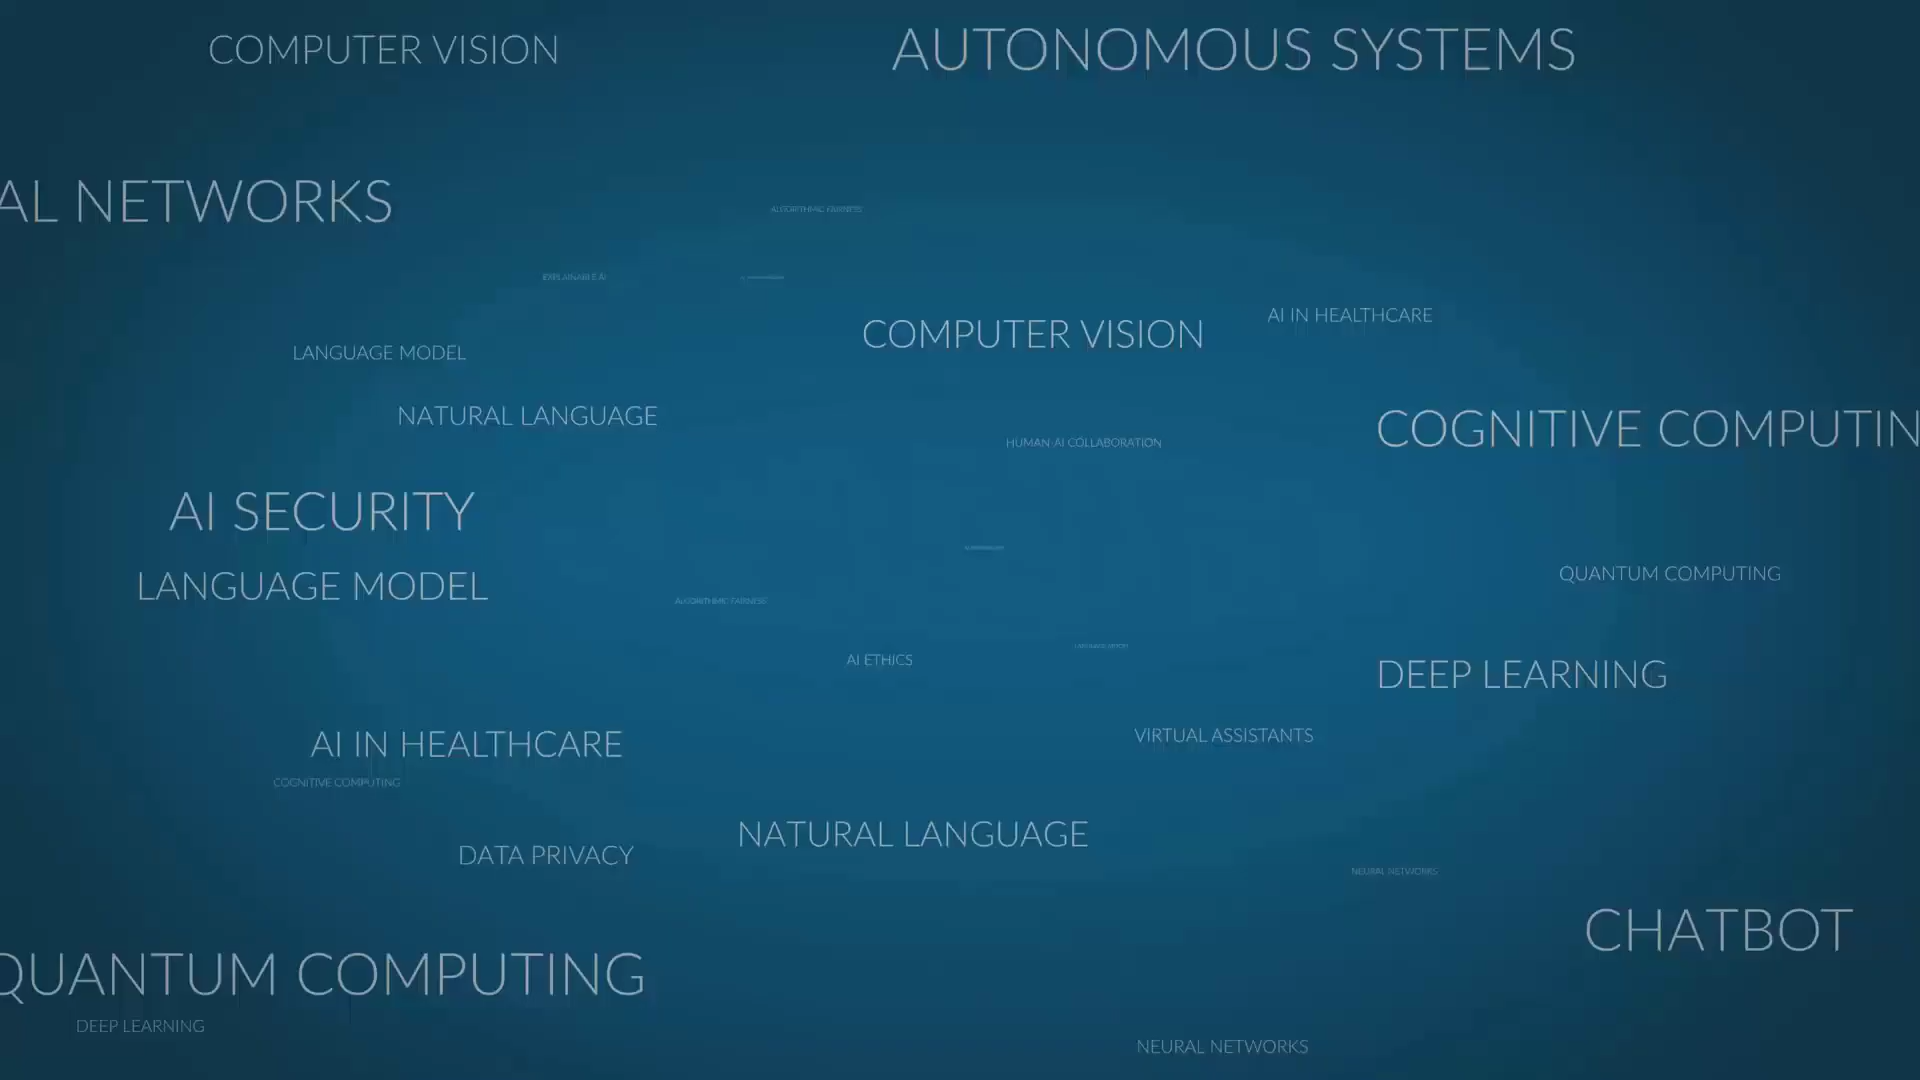 COMPUTER VISION
AUTONOMOUS SYSTEMS
AL NETWORKS
ALGORITHMIC FAIRNESS
EXPLAINABLE AI
AI IN HEALTHCARE
COMPUTER VISION
LANGUAGE MODEL
NATURAL LANGUAGE
COGNITIVE COMPUTIN
HUMAN-AI COLLABORATION
AI SECURITY
QUANTUM COMPUTING
LANGUAGE MODEL
ALGORITHMIC FAIRNESS
LANGUAGE MODEL
AI ETHICS
DEEP LEARNING
VIRTUAL ASSISTANTS
AI IN HEALTHCARE
COGNITIVE COMPUTING
NATURAL LANGUAGE
DATA PRIVACY
NEURAL NETWORKS
CHATBOT
QUANTUM COMPUTING
DEEP LEARNING
NEURAL NETWORKS